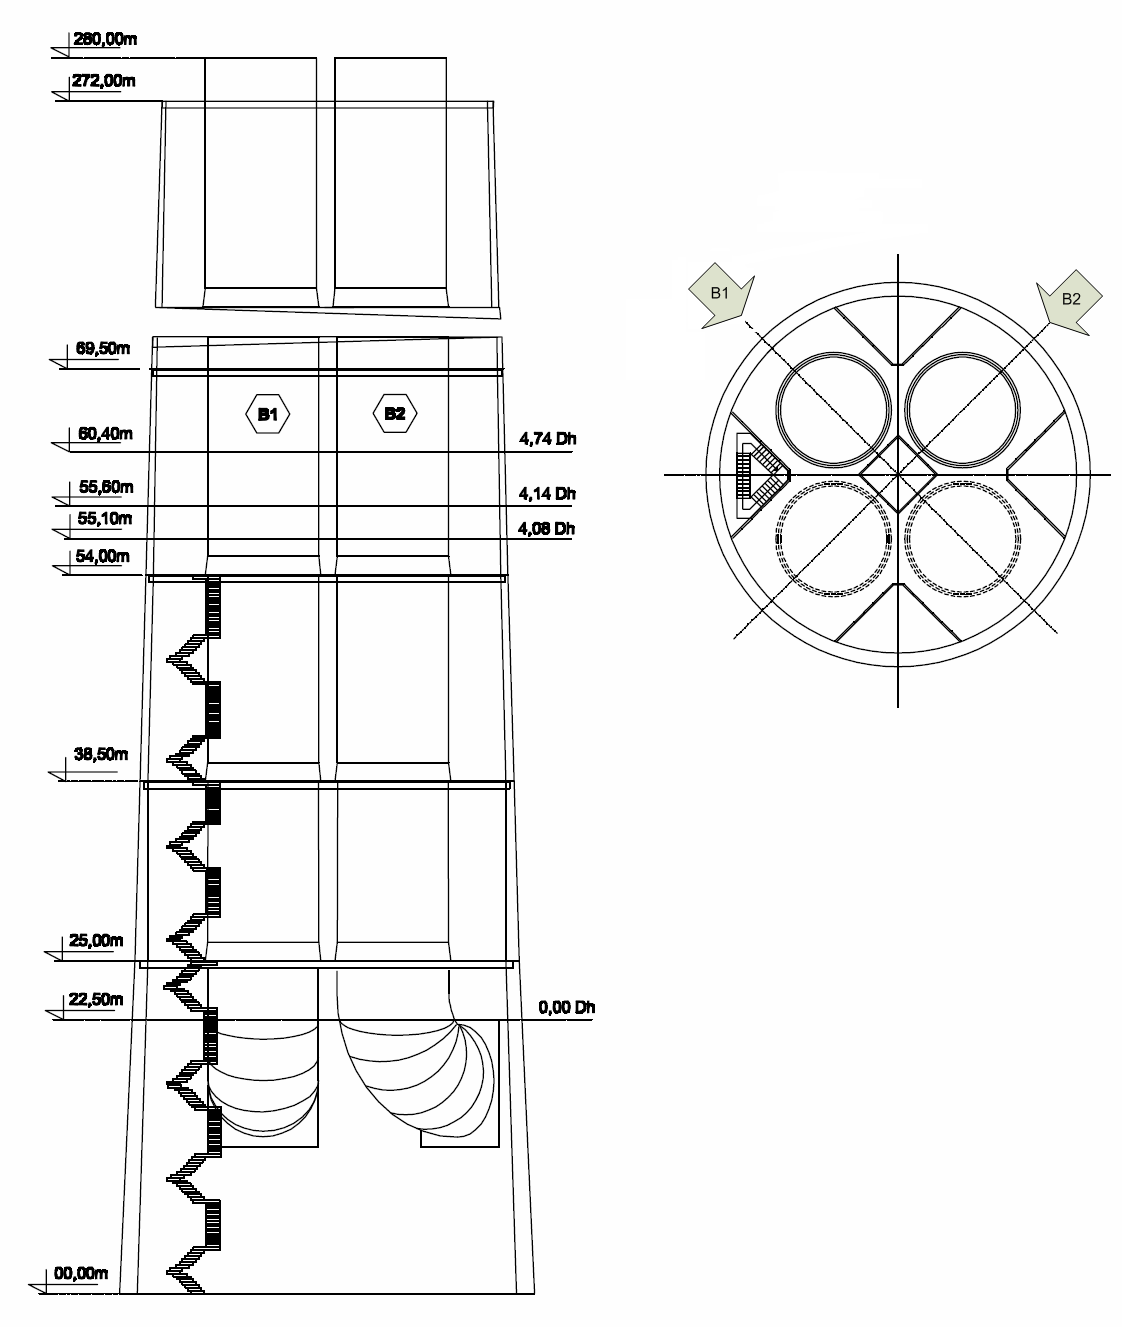 280,00m
272,00m
B1
B2
69,50m
B1
B2
60,40m
4,74 Dh
55,60m
4,14 Dh
55,10m
4,08 Dh
54,00m
38,50m
25,00m
22,50m
0,00 Dh
00,00m